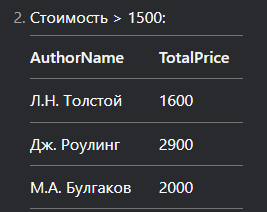 2. Стоимость > 1500:
AuthorName TotalPrice
Л.Н. Толстой 1600
Дж. Роулинг 2900
М.А. Булгаков 2000